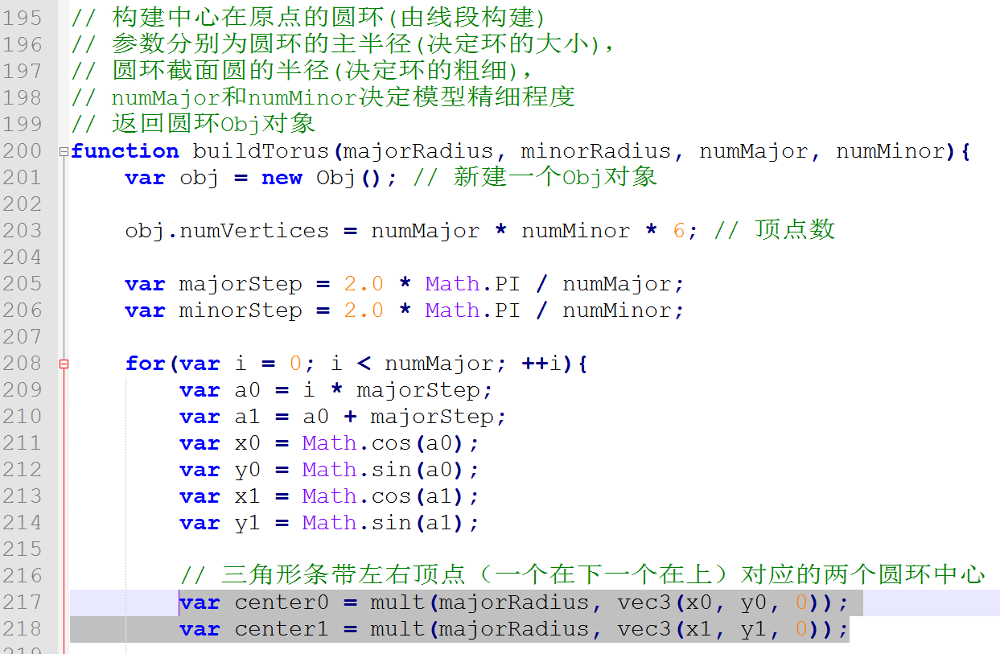 195 // 构建中心在原点的圆环(由线段构建)
196 // 参数分别为圆环的主半径(决定环的大小),
197 // 圆环截面圆的半径(决定环的粗细),
198 // numMajor和numMinor决定模型精细程度
199 // 返回圆环Obj对象
200 function buildTorus(majorRadius, minorRadius, numMajor, numMinor){
201     var obj = new Obj(); // 新建一个Obj对象
202
203     obj.numVertices = numMajor * numMinor * 6; // 顶点数
204
205     var majorStep = 2.0 * Math.PI / numMajor;
206     var minorStep = 2.0 * Math.PI / numMinor;
207
208     for(var i = 0; i < numMajor; ++i){
209         var a0 = i * majorStep;
210         var a1 = a0 + majorStep;
211         var x0 = Math.cos(a0);
212         var y0 = Math.sin(a0);
213         var x1 = Math.cos(a1);
214         var y1 = Math.sin(a1);
215
216         // 三角形条带左右顶点（一个在下一个在上）对应的两个圆环中心
217         var center0 = mult(majorRadius, vec3(x0, y0, 0));
218         var center1 = mult(majorRadius, vec3(x1, y1, 0));
219